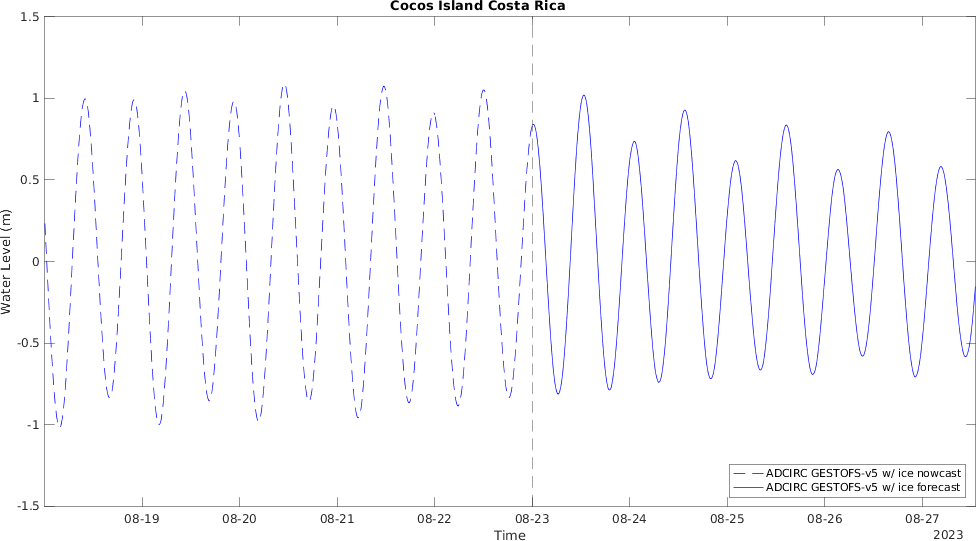 Cocos Island Costa Rica
1.5
1
0.5
0
-0.5
-1
-1.5
Water Level (m)
08-19 08-20 08-21 08-22 08-23 08-24 08-25 08-26 08-27
Time
2023
ADCIRC GESTOFS-v5 w/ ice nowcast
ADCIRC GESTOFS-v5 w/ ice forecast